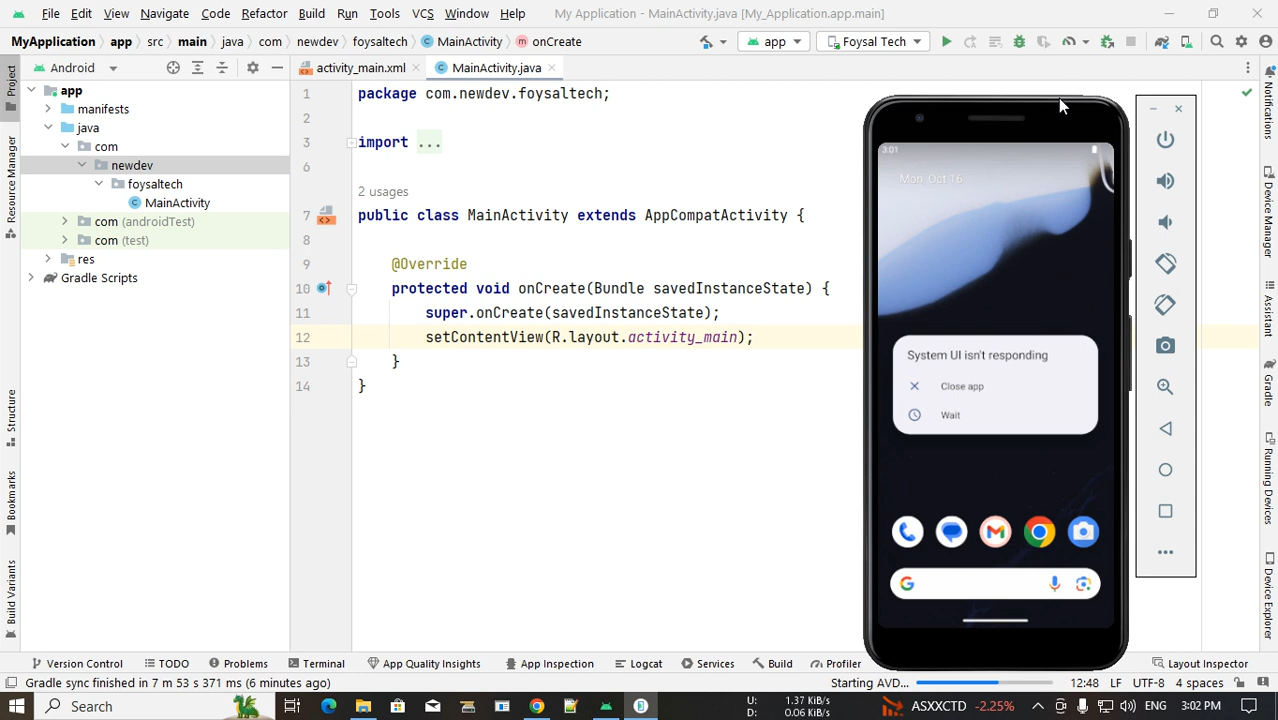 File Edit View Navigate Code Refactor Build Run Tools VCS Window Help My Application - MainActivity.java [My_Application.app.main]
MyApplication app src main java com newdev foysaltech MainActivity onCreate app Foysal Tech
Android activity_main.xml MainActivity.java
app
manifests
java
com
newdev
foysaltech
MainActivity
com (androidTest)
com (test)
res
Gradle Scripts
Project
Resource Manager
Structure
Bookmarks
Build Variants
1 package com.newdev.foysaltech;
2
3 import ...
6
2 usages
7 public class MainActivity extends AppCompatActivity {
8
9 @Override
10 protected void onCreate(Bundle savedInstanceState) {
11 super.onCreate(savedInstanceState);
12 setContentView(R.layout.activity_main);
13 }
14 }
3:01
Mon, Oct 16
System UI isn't responding
Close app
Wait
Notifications
Device Manager
Assistant
Gradle
Running Devices
Device Explorer
Version Control TODO Problems Terminal App Quality Insights App Inspection Logcat Services Build Profiler Layout Inspector
Gradle sync finished in 7 m 53 s 371 ms (6 minutes ago) Starting AVD... 12:48 LF UTF-8 4 spaces
Search U: 1.37 KiB/s ASXXCTD -2.25% ENG 3:02 PM
D: 0.06 KiB/s